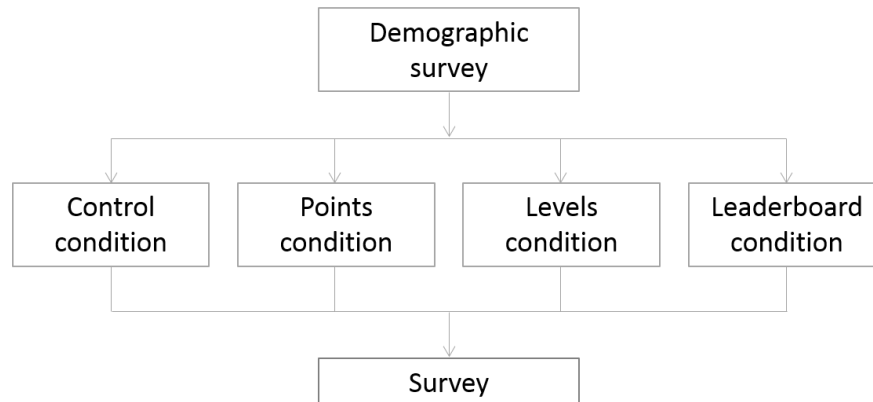 Demographic
survey
Control
condition
Points
condition
Levels
condition
Leaderboard
condition
Survey